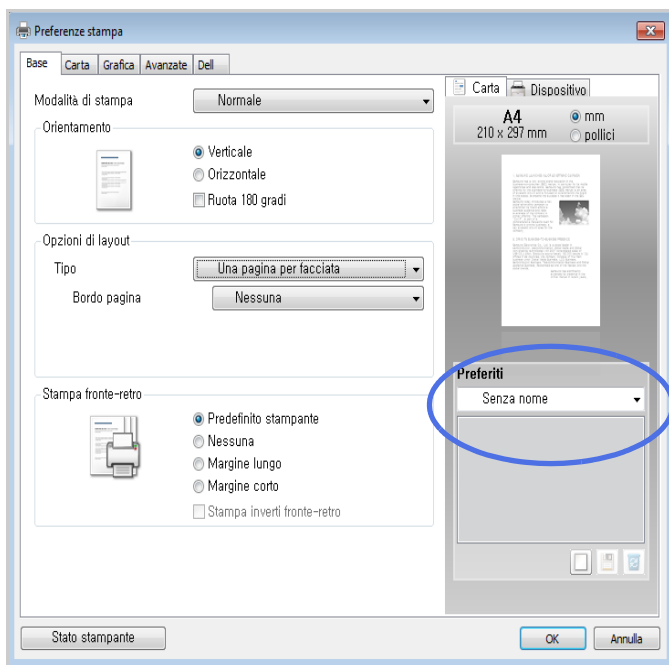 Preferenze stampa
Base Carta Grafica Avanzate Dell
Modalità di stampa Normale
Orientamento
Verticale
Orizzontale
Ruota 180 gradi
Opzioni di layout
Tipo Una pagina per facciata
Bordo pagina Nessuna
Stampa fronte-retro
Predefinito stampante
Nessuna
Margine lungo
Margine corto
Stampa inverti fronte-retro
Carta Dispositivo
A4 mm
210 x 297 mm pollici
Preferiti
Senza nome
Stato stampante OK Annulla